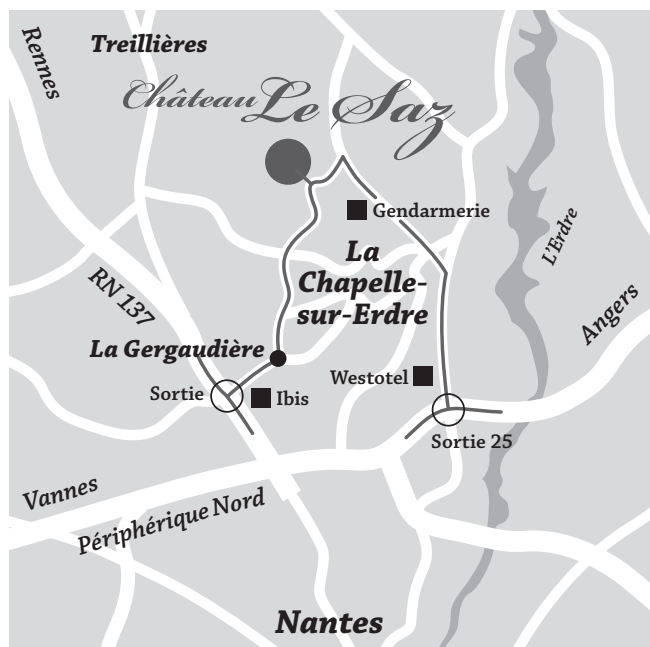 Rennes
Treillières
Château Le Saz
Gendarmerie
L'Erdre
La
Chapelle-
sur-Erdre
RN 137
Angers
La Gergaudière
Westotel
Sortie
Ibis
Sortie 25
Vannes
Périphérique Nord
Nantes